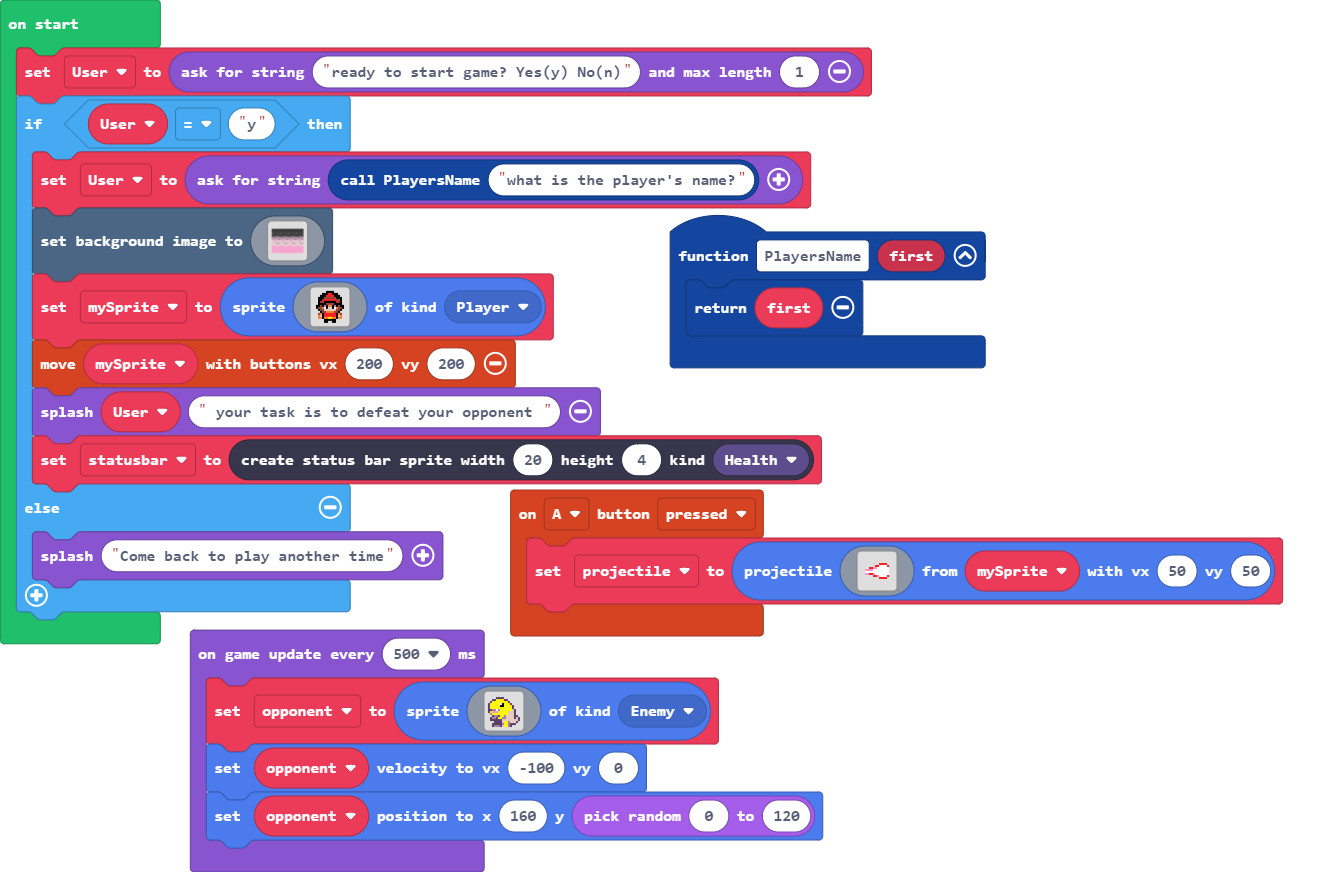 on start
set User to ask for string "ready to start game? Yes(y) No(n)" and max length 1
if User = "y" then
set User to ask for string call PlayersName "what is the player's name?"
set background image to
set mySprite to sprite of kind Player
move mySprite with buttons vx 200 vy 200
splash User " your task is to defeat your opponent "
set statusbar to create status bar sprite width 20 height 4 kind Health
else
splash "Come back to play another time"
function PlayersName first
return first
on A button pressed
set projectile to projectile from mySprite with vx 50 vy 50
on game update every 500 ms
set opponent to sprite of kind Enemy
set opponent velocity to vx -100 vy 0
set opponent position to x 160 y pick random 0 to 120